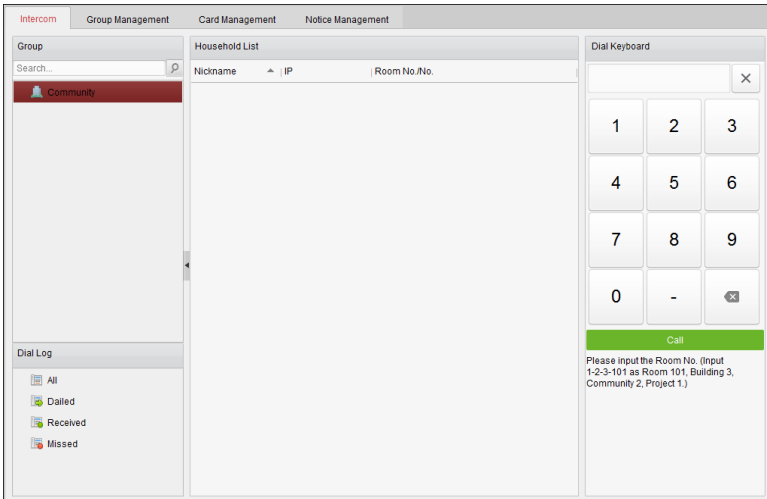 Intercom
Group Management
Card Management
Notice Management
Group
Search...
Community
Household List
Nickname
IP
Room No./No.
Dial Keyboard
1 2 3
4 5 6
7 8 9
0 -
Call
Please input the Room No. (Input
1-2-3-101 as Room 101, Building 3,
Community 2, Project 1.)
Dial Log
All
Dailed
Received
Missed